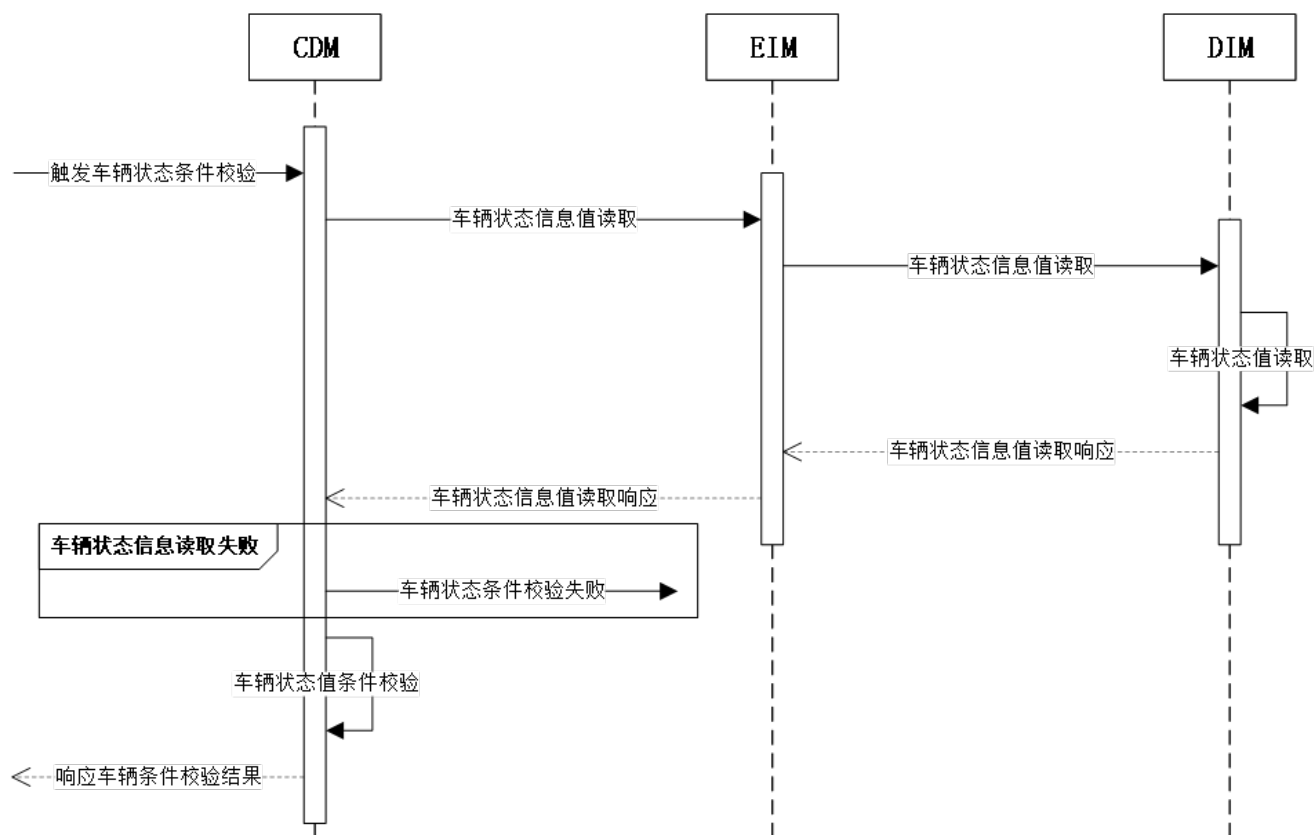 CDM
EIM
DIM
触发车辆状态条件校验
车辆状态信息值读取
车辆状态信息值读取
车辆状态值读取
车辆状态信息值读取响应
车辆状态信息值读取响应
车辆状态信息读取失败
车辆状态条件校验失败
车辆状态值条件校验
响应车辆条件校验结果